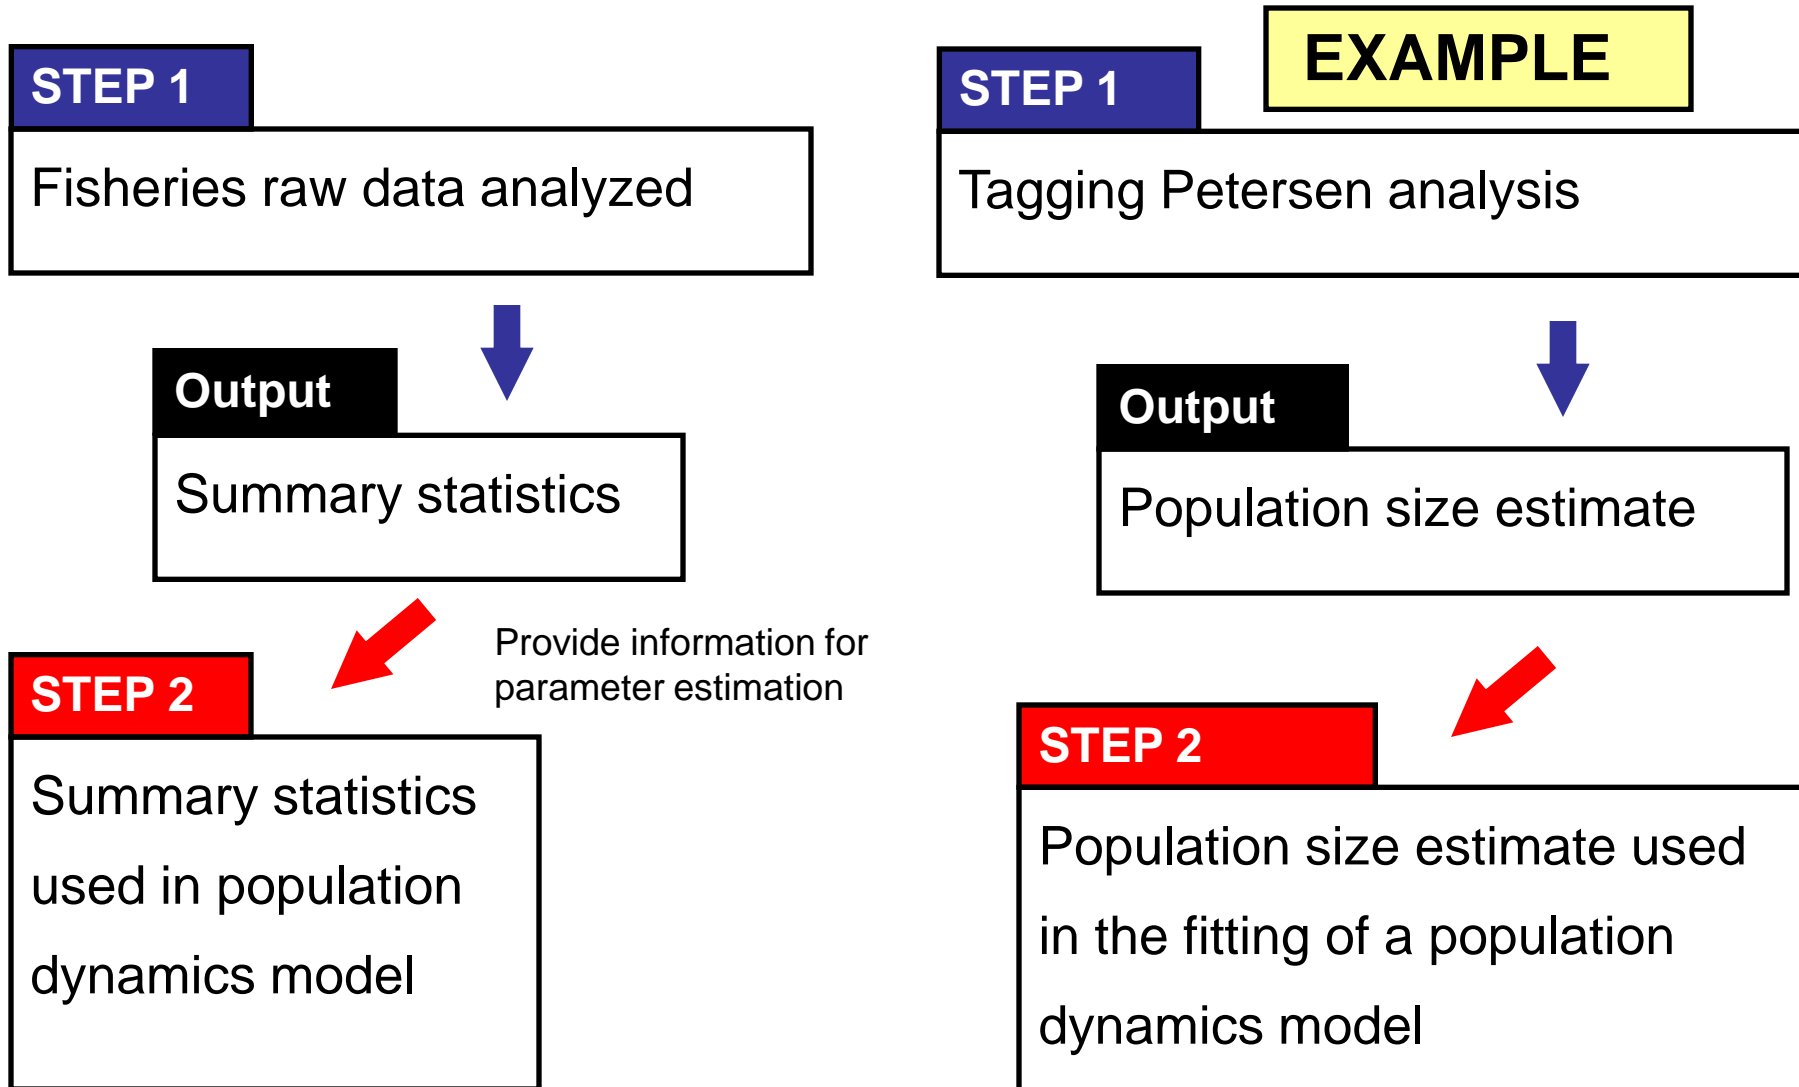 STEP 1
Fisheries raw data analyzed
Output
Summary statistics
Provide information for
parameter estimation
STEP 2
Summary statistics
used in population
dynamics model
EXAMPLE
STEP 1
Tagging Petersen analysis
Output
Population size estimate
STEP 2
Population size estimate used
in the fitting of a population
dynamics model